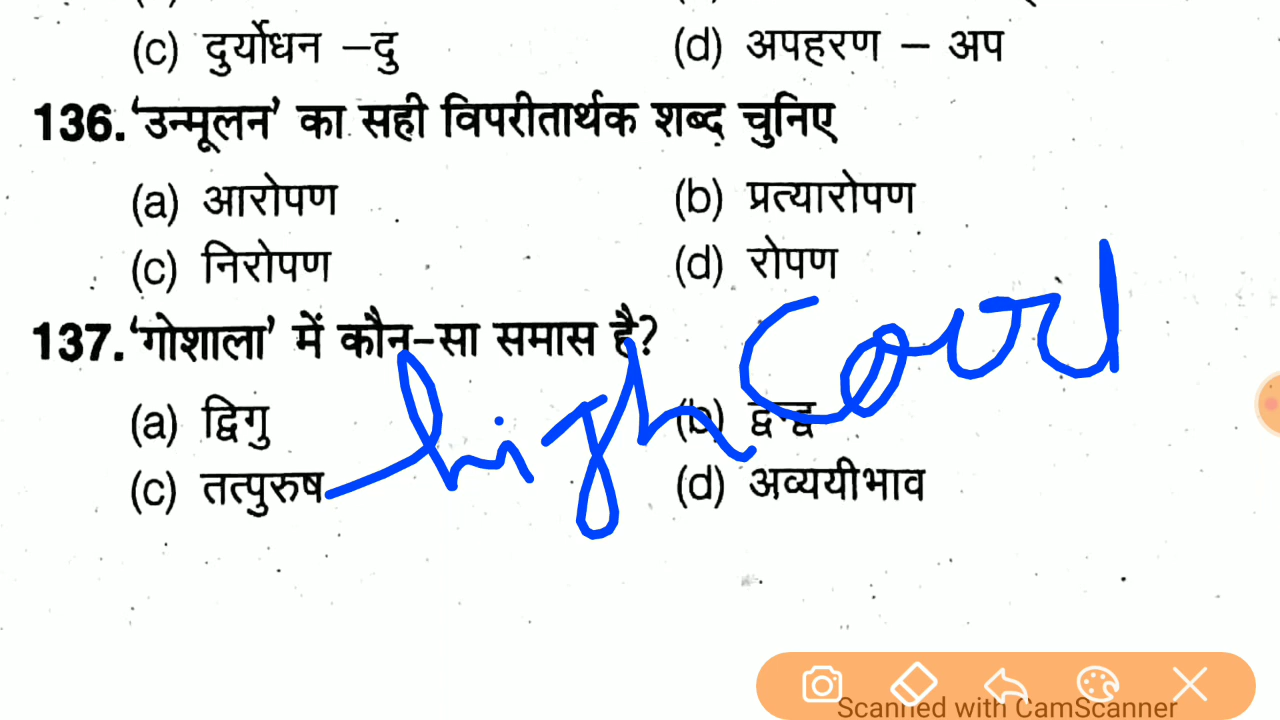 (c) दुर्योधन –दु (d) अपहरण – अप
136. 'उन्मूलन' का सही विपरीतार्थक शब्द चुनिए
(a) आरोपण (b) प्रत्यारोपण
(c) निरोपण (d) रोपण
137. 'गोशाला' में कौन-सा समास है?
(a) द्विगु (b) द्वन्द्व
(c) तत्पुरुष (d) अव्ययीभाव
high Court
Scanned with CamScanner